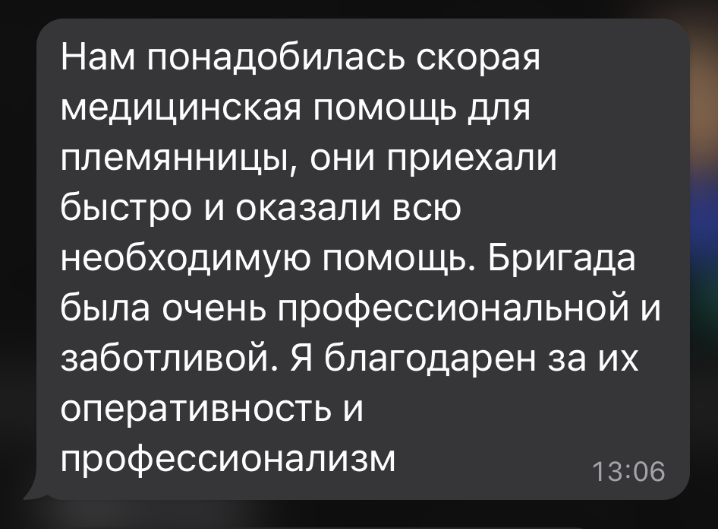 Нам понадобилась скорая
медицинская помощь для
племянницы, они приехали
быстро и оказали всю
необходимую помощь. Бригада
была очень профессиональной и
заботливой. Я благодарен за их
оперативность и
профессионализм
13:06